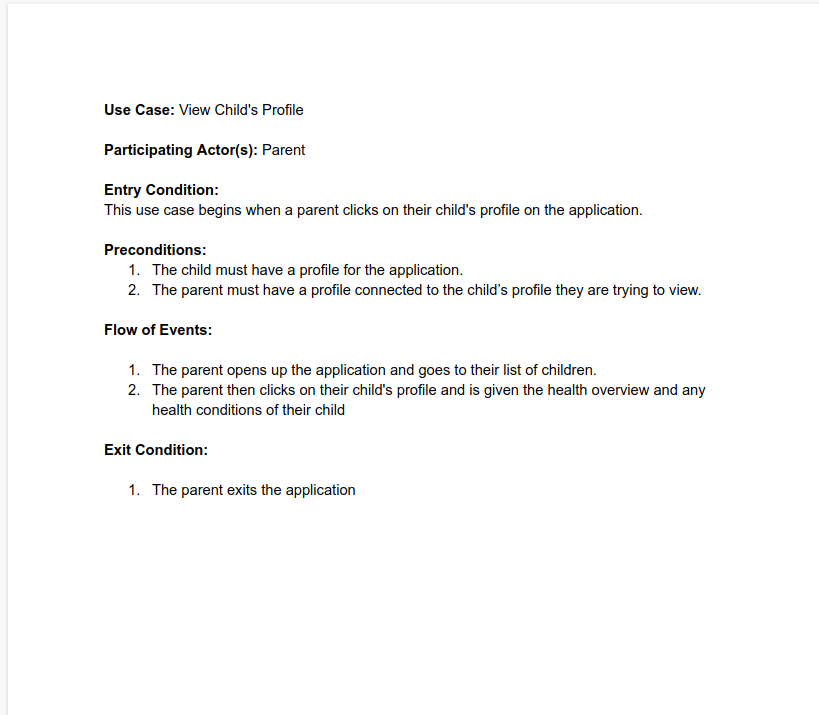 Use Case: View Child's Profile
Participating Actor(s): Parent
Entry Condition:
This use case begins when a parent clicks on their child's profile on the application.
Preconditions:
1. The child must have a profile for the application.
2. The parent must have a profile connected to the child’s profile they are trying to view.
Flow of Events:
1. The parent opens up the application and goes to their list of children.
2. The parent then clicks on their child's profile and is given the health overview and any
health conditions of their child
Exit Condition:
1. The parent exits the application